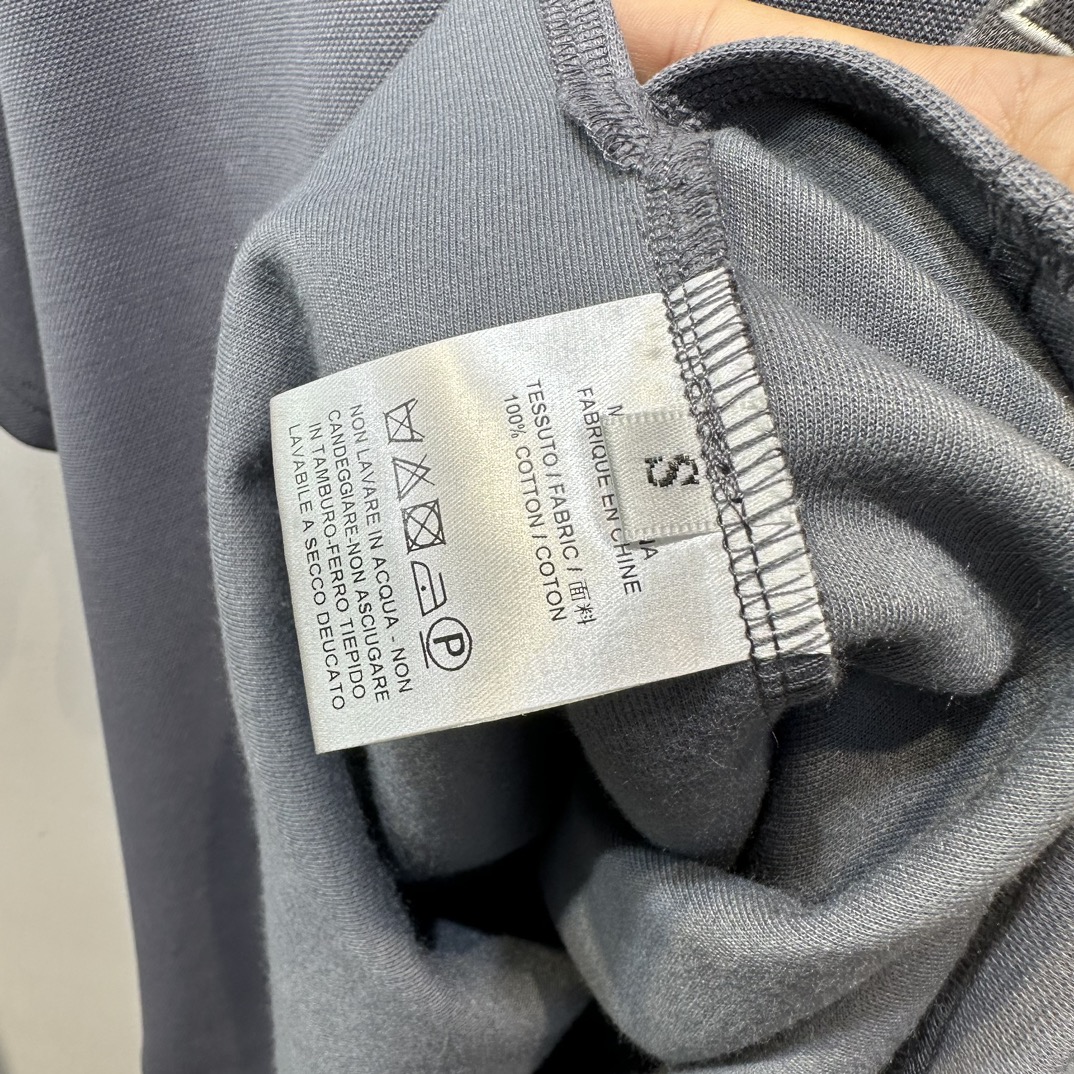 S
FABRIQUE EN CHINE
TESSUTO / FABRIC / 面料
100% COTTON / COTON
P
NON LAVARE IN ACQUA - NON
CANDEGGIARE-NON ASCIUGARE
IN TAMBURO-FERRO TIEPIDO
LAVABILE A SECCO DEUCATO